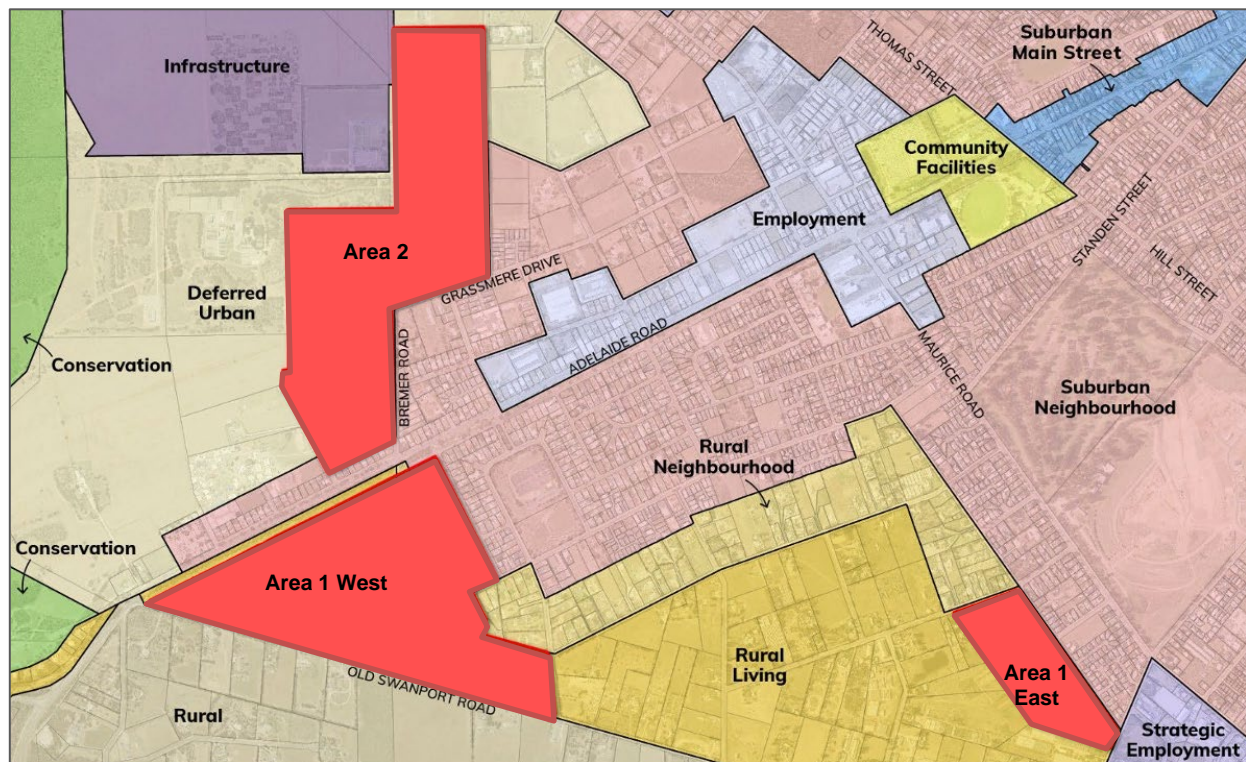 Infrastructure
THOMAS STREET
Suburban
Main Street
Community
Facilities
Employment
STANDEN STREET
HILL STREET
Area 2
GRASSMERE DRIVE
Deferred
Urban
ADELAIDE ROAD
BREMER ROAD
Conservation
MAURICE ROAD
Suburban
Neighbourhood
Rural
Neighbourhood
Conservation
Area 1 West
OLD SWANPORT ROAD
Rural
Rural
Living
Area 1
East
Strategic
Employment